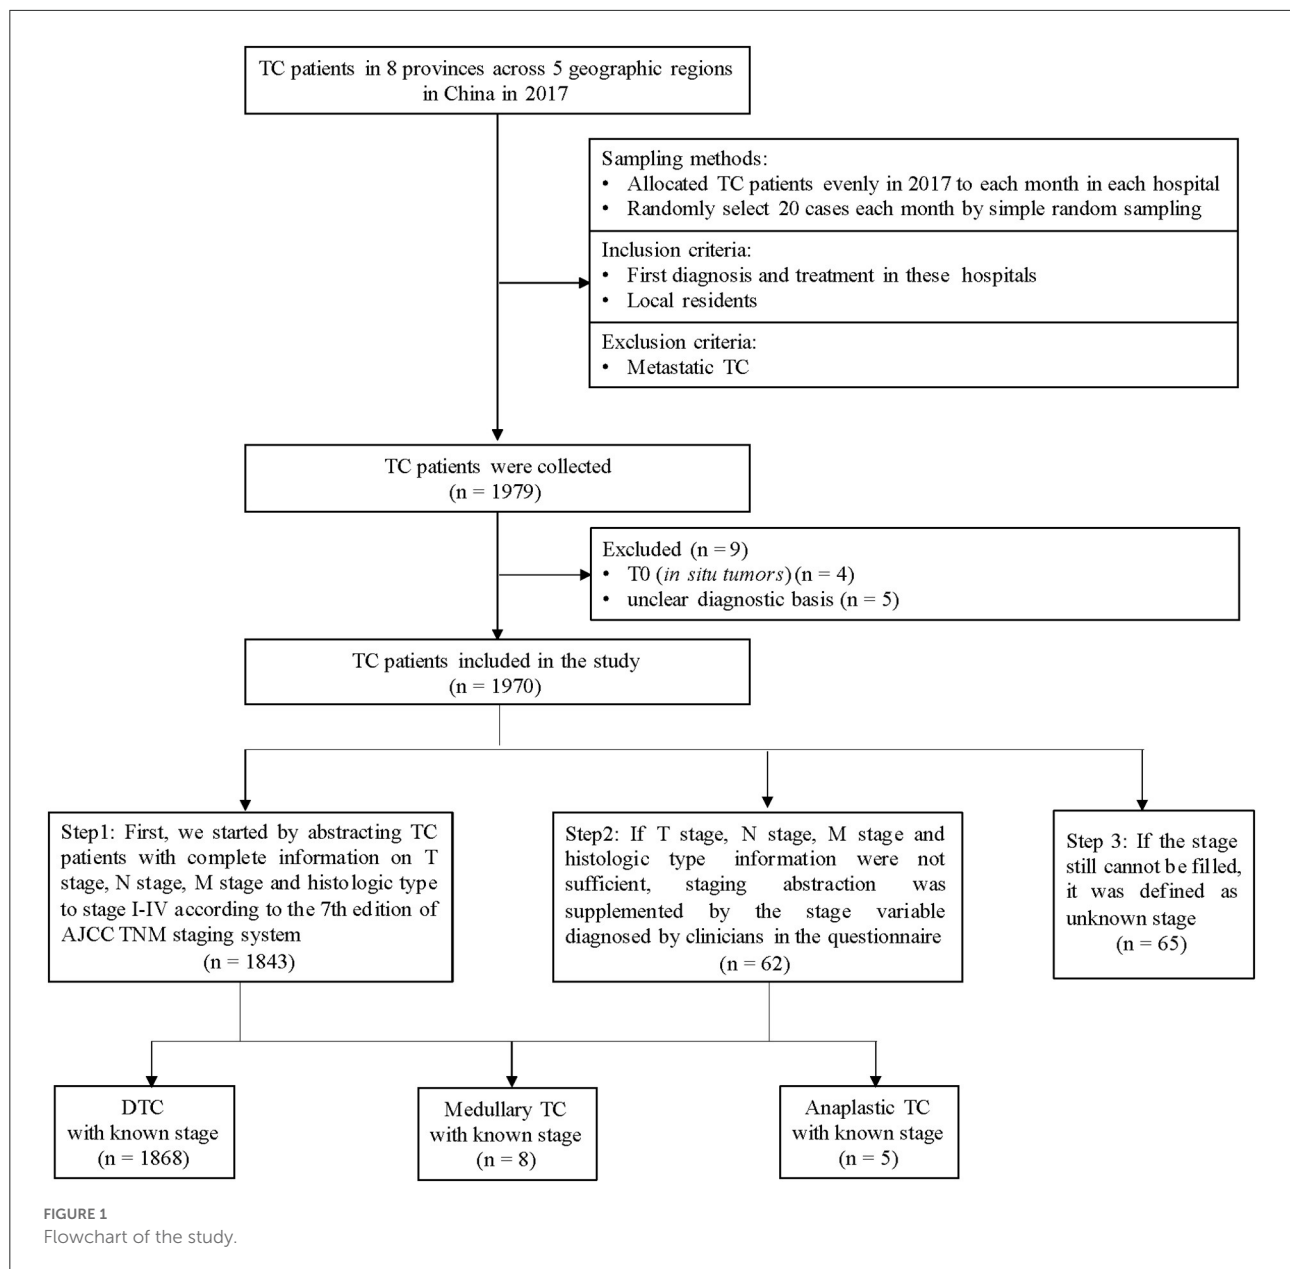 TC patients in 8 provinces across 5 geographic regions
in China in 2017
Sampling methods:
• Allocated TC patients evenly in 2017 to each month in each hospital
• Randomly select 20 cases each month by simple random sampling
Inclusion criteria:
• First diagnosis and treatment in these hospitals
• Local residents
Exclusion criteria:
• Metastatic TC
TC patients were collected
(n = 1979)
Excluded (n = 9)
• T0 (in situ tumors) (n = 4)
• unclear diagnostic basis (n = 5)
TC patients included in the study
(n = 1970)
Step1: First, we started by abstracting TC
patients with complete information on T
stage, N stage, M stage and histologic type
to stage I-IV according to the 7th edition of
AJCC TNM staging system
(n = 1843)
Step2: If T stage, N stage, M stage and
histologic type information were not
sufficient, staging abstraction was
supplemented by the stage variable
diagnosed by clinicians in the questionnaire
(n = 62)
Step 3: If the stage
still cannot be filled,
it was defined as
unknown stage
(n = 65)
DTC
with known stage
(n = 1868)
Medullary TC
with known stage
(n = 8)
Anaplastic TC
with known stage
(n = 5)
FIGURE 1
Flowchart of the study.